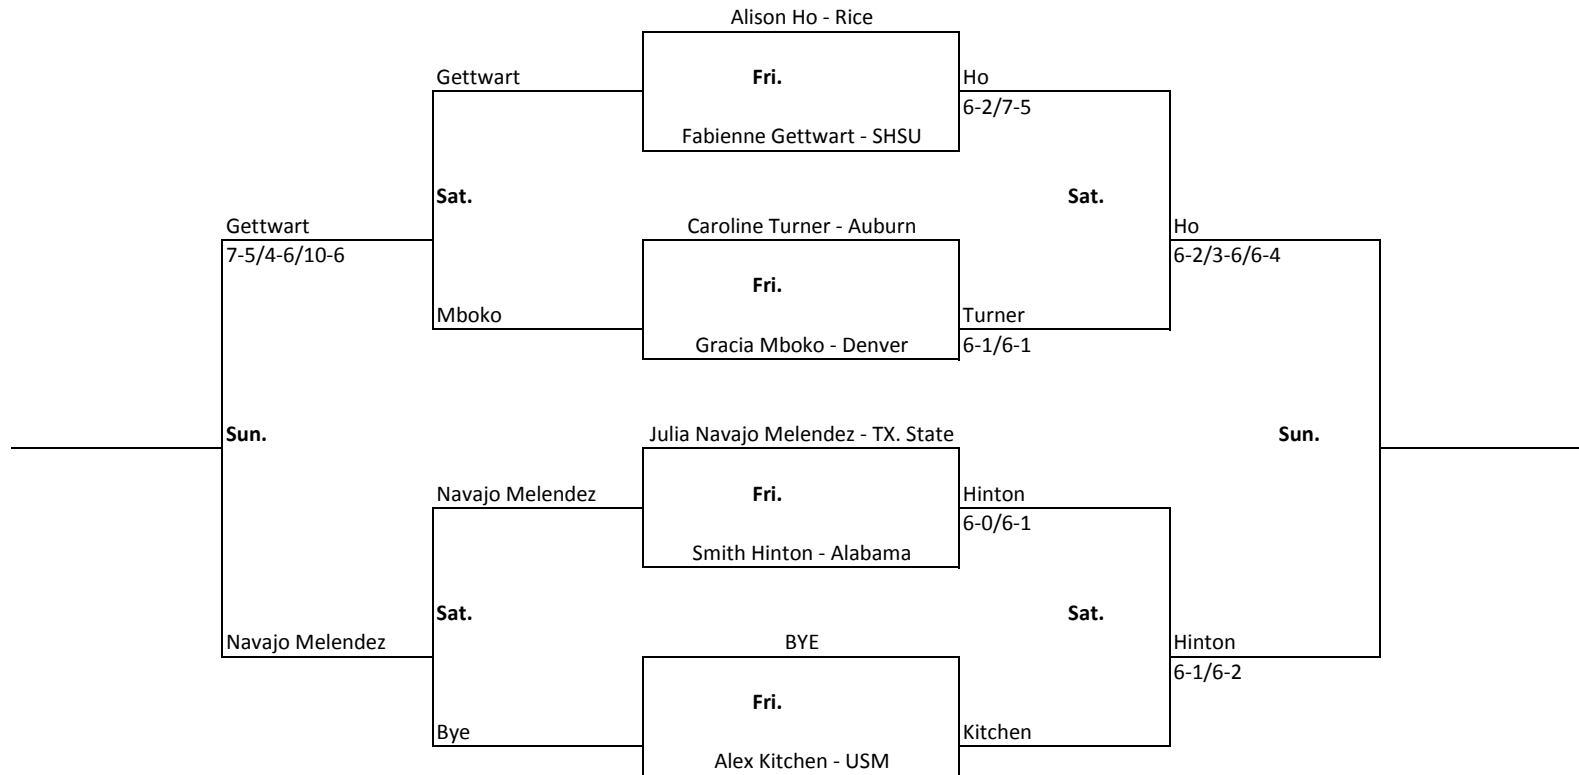 Alison Ho - Rice
Gettwart
Fri.
Ho
6-2/7-5
Fabienne Gettwart - SHSU
Sat.
Sat.
Gettwart
Caroline Turner - Auburn
Ho
7-5/4-6/10-6
6-2/3-6/6-4
Fri.
Mboko
Turner
Gracia Mboko - Denver
6-1/6-1
Sun.
Julia Navajo Melendez - TX. State
Sun.
Navajo Melendez
Fri.
Hinton
6-0/6-1
Smith Hinton - Alabama
Sat.
Sat.
Navajo Melendez
BYE
Hinton
6-1/6-2
Fri.
Bye
Kitchen
Alex Kitchen - USM